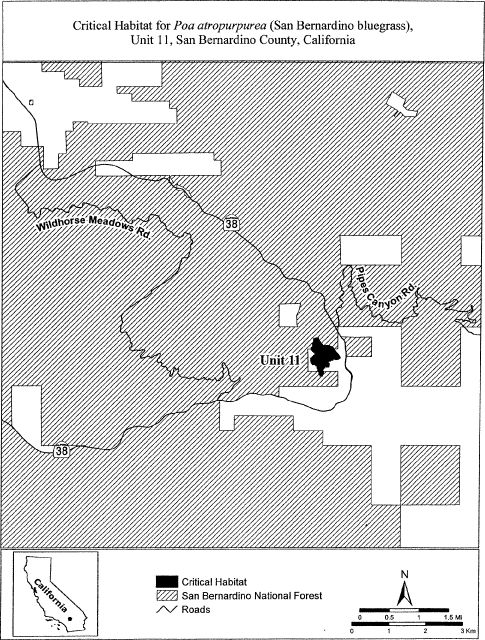 Critical Habitat for Poa atropurpurea (San Bernardino bluegrass),
Unit 11, San Bernardino County, California
Wildhorse Meadows Rd.
38
Pipes Canyon Rd.
Unit 11
38
California
Critical Habitat
San Bernardino National Forest
Roads
N
0 0.5 1 1.5 Mi
0 1 2 3 Km